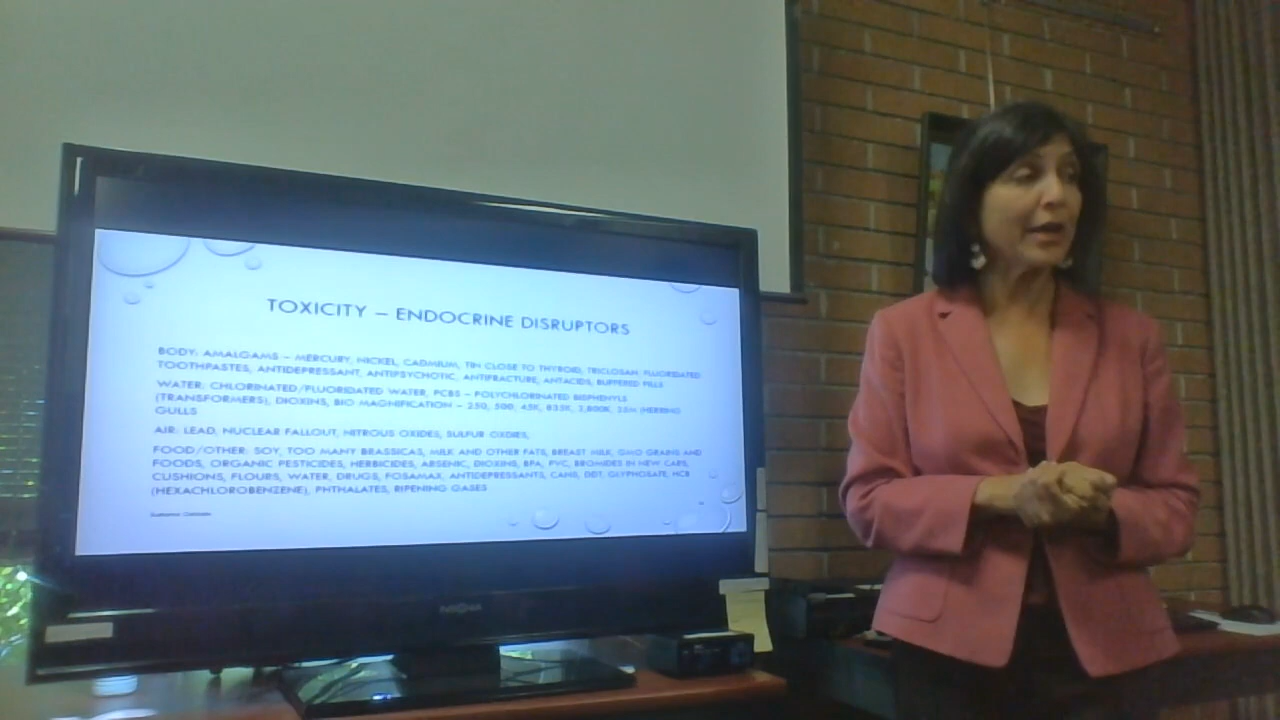 TOXICITY – ENDOCRINE DISRUPTORS
BODY: AMALGAMS – MERCURY, NICKEL, CADMIUM, TIN CLOSE TO THYROID, TRICLOSAN, FLUORIDATED
TOOTHPASTES, ANTIDEPRESSANT, ANTIPSYCHOTIC, ANTIFRACTURE, ANTACIDS, BUFFERED PILLS
WATER: CHLORINATED/FLUORIDATED WATER, PCBS – POLYCHLORINATED BISPHENYLS
(TRANSFORMERS), DIOXINS, BIO MAGNIFICATION – 250, 500, 45K, 835K, 2,800K, 25M (HERRING
GULLS
AIR: LEAD, NUCLEAR FALLOUT, NITROUS OXIDES, SULFUR OXDIES,
FOOD/OTHER: SOY, TOO MANY BRASSICAS, MILK AND OTHER FATS, BREAST MILK, GMO GRAINS AND
FOODS, ORGANIC PESTICIDES, HERBICIDES, ARSENIC, DIOXINS, BPA, PVC, BROMIDES IN NEW CARS,
CUSHIONS, FLOURS, WATER, DRUGS, FOSAMAX, ANTIDEPRESSANTS, CANS, DDT, GLYPHOSATE, HCB
(HEXACHLOROBENZENE), PHTHALATES, RIPENING GASES
INSIGNIA